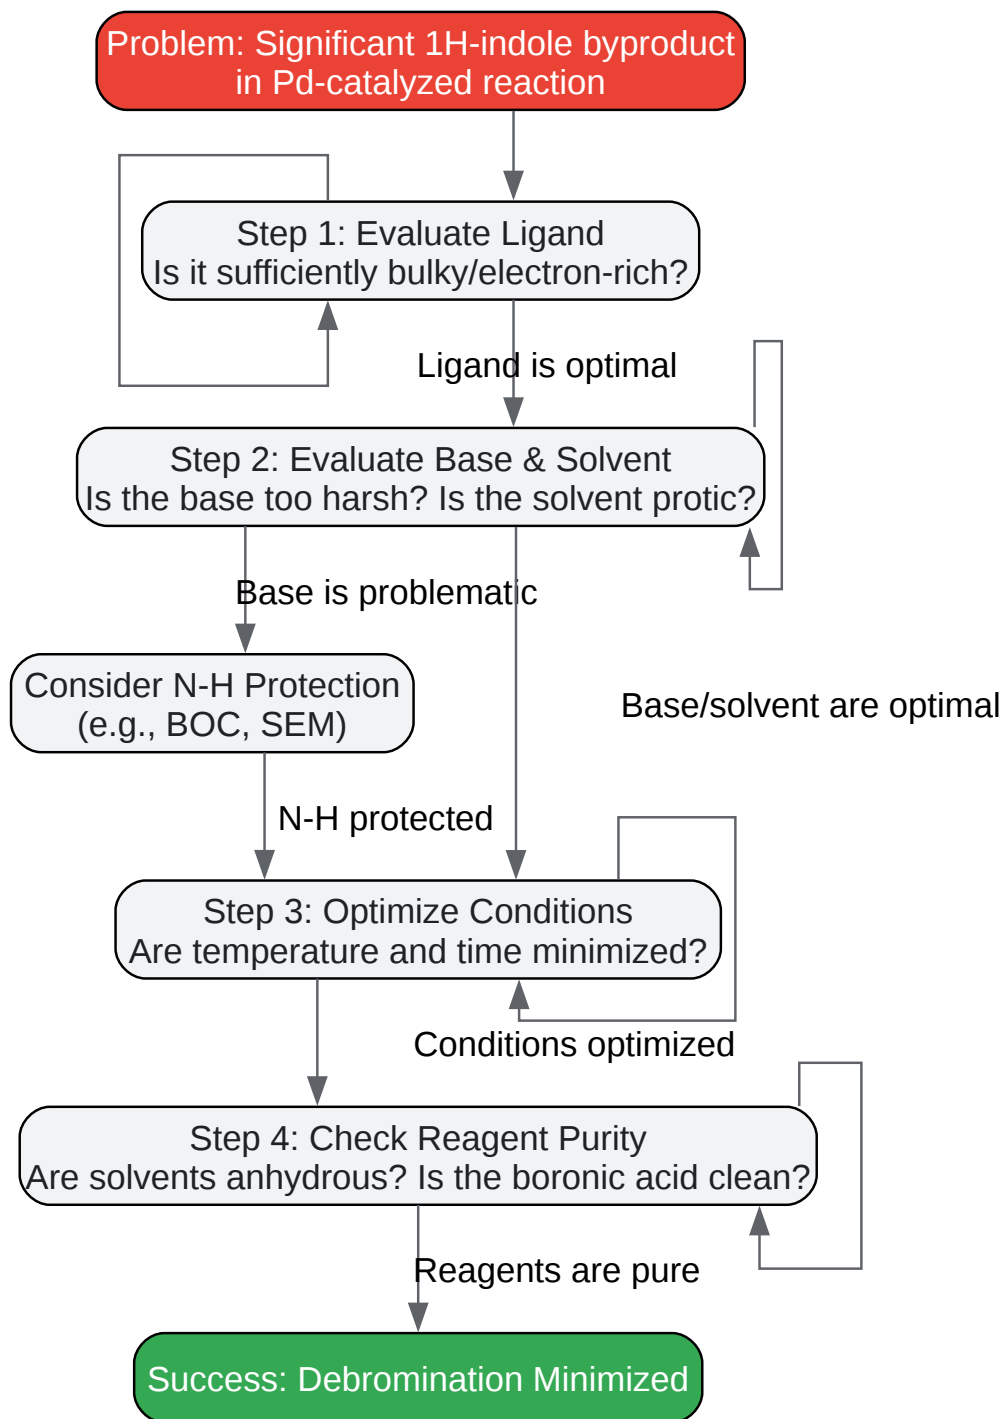 Problem: Significant 1H-indole byproduct
in Pd-catalyzed reaction
Step 1: Evaluate Ligand
Is it sufficiently bulky/electron-rich?
Ligand is optimal
Step 2: Evaluate Base & Solvent
Is the base too harsh? Is the solvent protic?
Base is problematic
Consider N-H Protection
(e.g., BOC, SEM)
Base/solvent are optimal
N-H protected
Step 3: Optimize Conditions
Are temperature and time minimized?
Conditions optimized
Step 4: Check Reagent Purity
Are solvents anhydrous? Is the boronic acid clean?
Reagents are pure
Success: Debromination Minimized